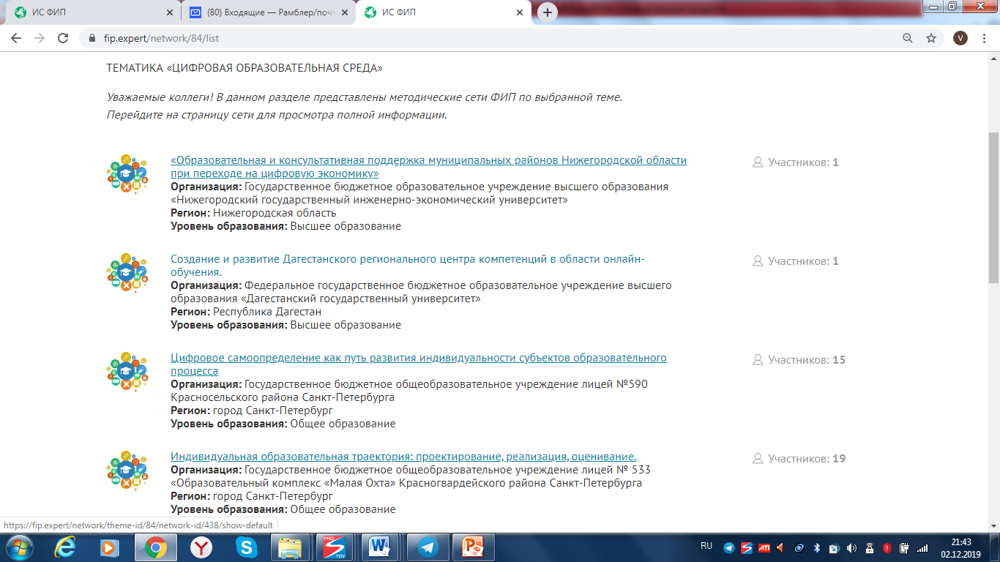 ИС ФИП
(80) Входящие — Рамблер/почт
ИС ФИП
fip.expert/network/84/list
V
ТЕМАТИКА «ЦИФРОВАЯ ОБРАЗОВАТЕЛЬНАЯ СРЕДА»
Уважаемые коллеги! В данном разделе представлены методические сети ФИП по выбранной теме.
Перейдите на страницу сети для просмотра полной информации.
«Образовательная и консультативная поддержка муниципальных районов Нижегородской области
при переходе на цифровую экономику»
Организация: Государственное бюджетное образовательное учреждение высшего образования
«Нижегородский государственный инженерно-экономический университет»
Регион: Нижегородская область
Уровень образования: Высшее образование
Участников: 1
Создание и развитие Дагестанского регионального центра компетенций в области онлайн-
обучения.
Организация: Федеральное государственное бюджетное образовательное учреждение высшего
образования «Дагестанский государственный университет»
Регион: Республика Дагестан
Уровень образования: Высшее образование
Участников: 1
Цифровое самоопределение как путь развития индивидуальности субъектов образовательного
процесса
Организация: Государственное бюджетное общеобразовательное учреждение лицей №590
Красносельского района Санкт-Петербурга
Регион: город Санкт-Петербург
Уровень образования: Общее образование
Участников: 15
Индивидуальная образовательная траектория: проектирование, реализация, оценивание.
Организация: Государственное бюджетное общеобразовательное учреждение лицей № 533
«Образовательный комплекс «Малая Охта» Красногвардейского района Санкт-Петербурга
Регион: город Санкт-Петербург
Уровень образования: Общее образование
Участников: 19
https://fip.expert/network/theme-id/84/network-id/438/show-default
PRO
TOY
RU
ATI
21:43
02.12.2019